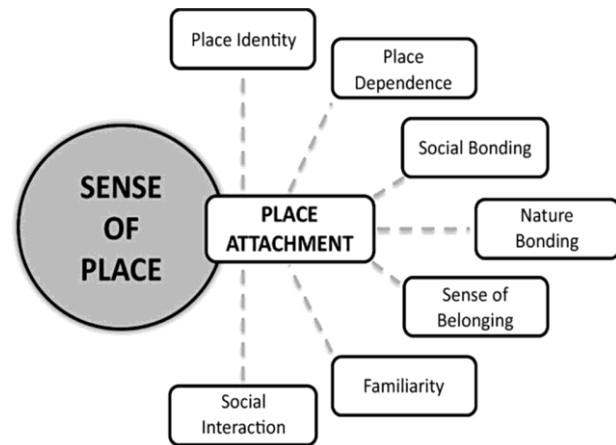 Place Identity
Place
Dependence
Social Bonding
SENSE
OF
PLACE
PLACE
ATTACHMENT
Nature
Bonding
Sense of
Belonging
Familiarity
Social
Interaction